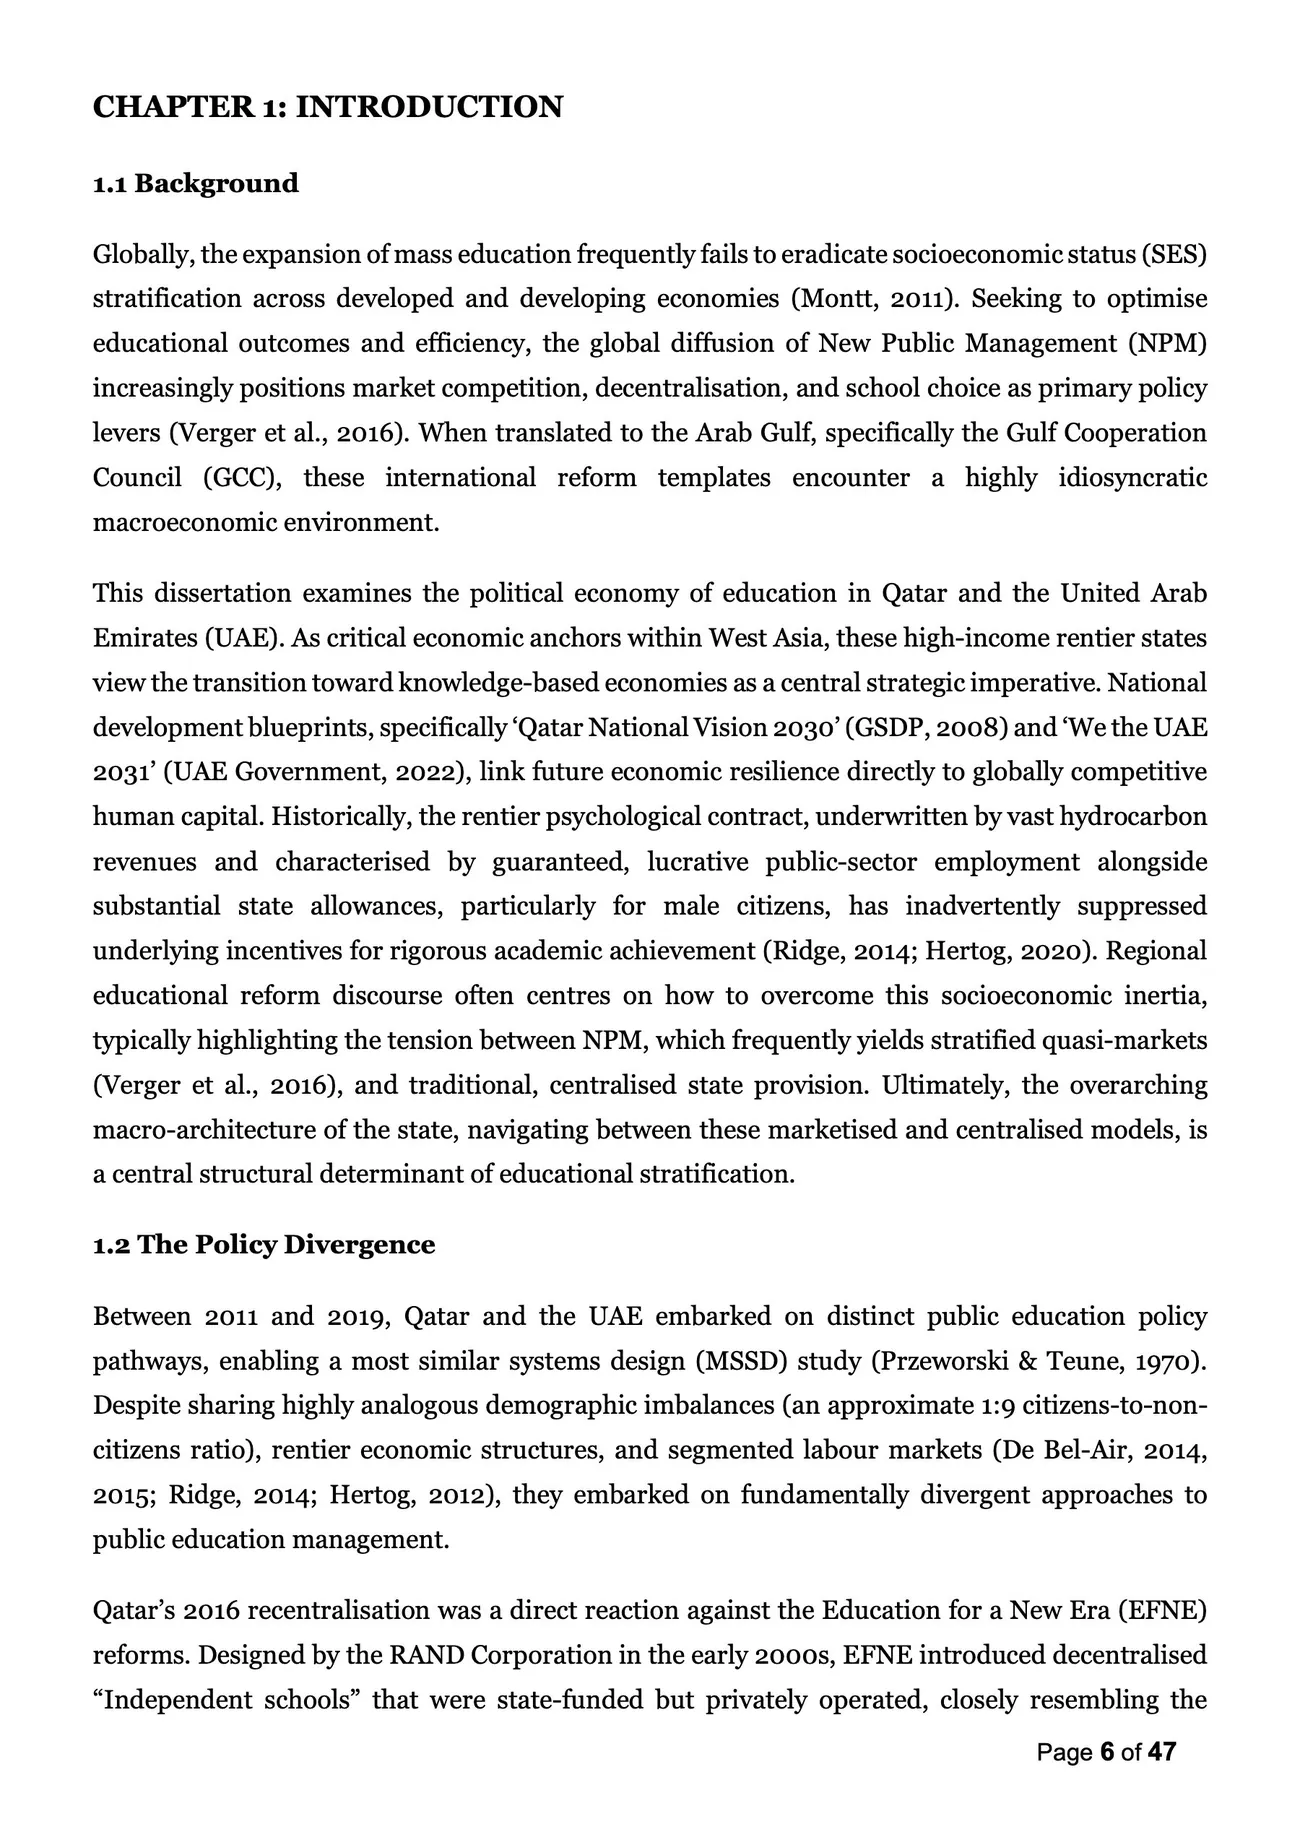 CHAPTER 1: INTRODUCTION
1.1 Background
Globally, the expansion of mass education frequently fails to eradicate socioeconomic status (SES)
stratification across developed and developing economies (Montt, 2011). Seeking to optimise
educational outcomes and efficiency, the global diffusion of New Public Management (NPM)
increasingly positions market competition, decentralisation, and school choice as primary policy
levers (Verger et al., 2016). When translated to the Arab Gulf, specifically the Gulf Cooperation
Council (GCC), these international reform templates encounter a highly idiosyncratic
macroeconomic environment.
This dissertation examines the political economy of education in Qatar and the United Arab
Emirates (UAE). As critical economic anchors within West Asia, these high-income rentier states
view the transition toward knowledge-based economies as a central strategic imperative. National
development blueprints, specifically ‘Qatar National Vision 2030’ (GSDP, 2008) and ‘We the UAE
2031’ (UAE Government, 2022), link future economic resilience directly to globally competitive
human capital. Historically, the rentier psychological contract, underwritten by vast hydrocarbon
revenues and characterised by guaranteed, lucrative public-sector employment alongside
substantial state allowances, particularly for male citizens, has inadvertently suppressed
underlying incentives for rigorous academic achievement (Ridge, 2014; Hertog, 2020). Regional
educational reform discourse often centres on how to overcome this socioeconomic inertia,
typically highlighting the tension between NPM, which frequently yields stratified quasi-markets
(Verger et al., 2016), and traditional, centralised state provision. Ultimately, the overarching
macro-architecture of the state, navigating between these marketised and centralised models, is
a central structural determinant of educational stratification.
1.2 The Policy Divergence
Between 2011 and 2019, Qatar and the UAE embarked on distinct public education policy
pathways, enabling a most similar systems design (MSSD) study (Przeworski & Teune, 1970).
Despite sharing highly analogous demographic imbalances (an approximate 1:9 citizens-to-non-
citizens ratio), rentier economic structures, and segmented labour markets (De Bel-Air, 2014,
2015; Ridge, 2014; Hertog, 2012), they embarked on fundamentally divergent approaches to
public education management.
Qatar’s 2016 recentralisation was a direct reaction against the Education for a New Era (EFNE)
reforms. Designed by the RAND Corporation in the early 2000s, EFNE introduced decentralised
“Independent schools” that were state-funded but privately operated, closely resembling the
Page 6 of 47